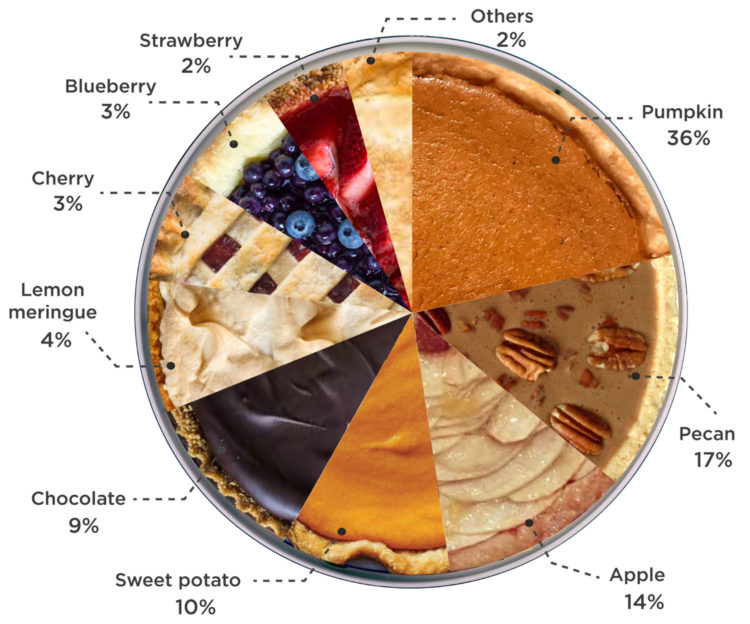 Others
2%
Strawberry
2%
Blueberry
3%
Cherry
3%
Lemon
meringue
4%
Chocolate
9%
Sweet potato
10%
Apple
14%
Pecan
17%
Pumpkin
36%